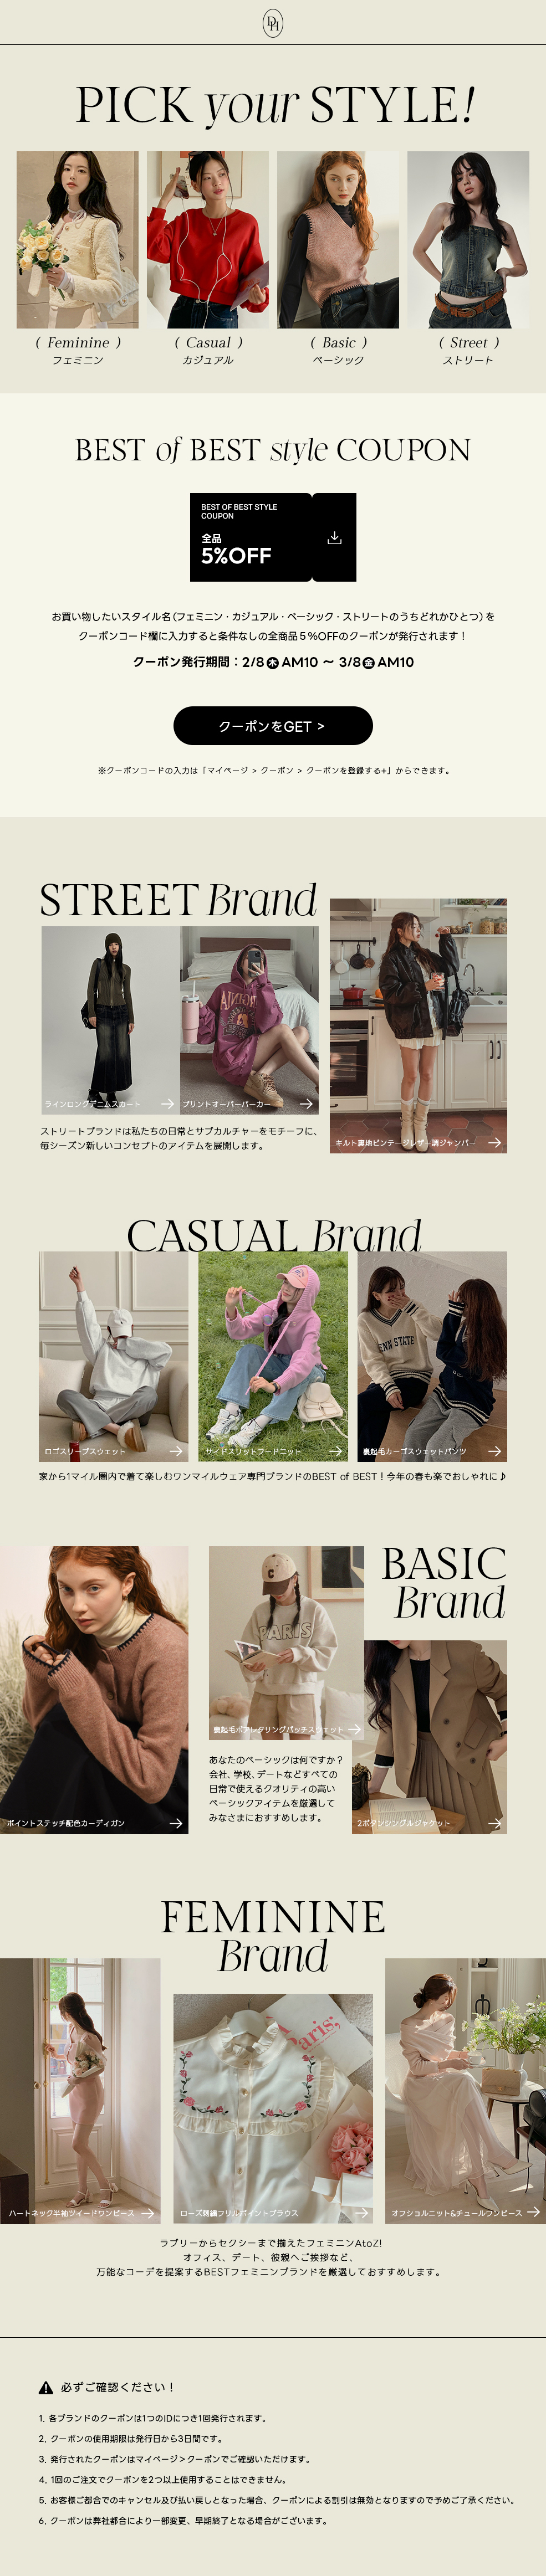 DH
PICK your STYLE!
( Feminine )
フェミニン
( Casual )
カジュアル
( Basic )
ベーシック
( Street )
ストリート
BEST of BEST style COUPON
BEST OF BEST STYLE
COUPON
全品
5%OFF
お買い物したいスタイル名(フェミニン・カジュアル・ベーシック・ストリートのうちどれかひとつ)を
クーポンコード欄に入力すると条件なしの全商品5%OFFのクーポンが発行されます！
クーポン発行期間：2/8 木 AM10 〜 3/8 金 AM10
クーポンをGET >
※クーポンコードの入力は「マイページ > クーポン > クーポンを登録する+」からできます。
STREET Brand
ラインロングデニムスカート
プリントオーバーパーカー
キルト裏地ビンテージレザー調ジャンパー
ストリートブランドは私たちの日常とサブカルチャーをモチーフに、
毎シーズン新しいコンセプトのアイテムを展開します。
CASUAL Brand
ロゴスリーブスウェット
サイドスリットフードニット
PENN STATE
裏起毛カーゴスウェットパンツ
家から1マイル圏内で着て楽しむワンマイルウェア専門ブランドのBEST of BEST！今年の春も楽でおしゃれに♪
BASIC
Brand
PARIS
裏起毛ボアレタリングパッチスウェット
あなたのベーシックは何ですか？
会社、学校、デートなどすべての
日常で使えるクオリティの高い
ベーシックアイテムを厳選して
みなさまにおすすめします。
ポイントステッチ配色カーディガン
2ボタンシングルジャケット
FEMININE
Brand
Paris;
ハートネック半袖ツイードワンピース
ローズ刺繍フリルポイントブラウス
オフショルニット&チュールワンピース
ラブリーからセクシーまで揃えたフェミニンAtoZ!
オフィス、デート、彼親へご挨拶など、
万能なコーデを提案するBESTフェミニンブランドを厳選しておすすめします。
必ずご確認ください！
1. 各ブランドのクーポンは1つのIDにつき1回発行されます。
2. クーポンの使用期限は発行日から3日間です。
3. 発行されたクーポンはマイページ＞クーポンでご確認いただけます。
4. 1回のご注文でクーポンを2つ以上使用することはできません。
5. お客様ご都合でのキャンセル及び払い戻しとなった場合、クーポンによる割引は無効となりますので予めご了承ください。
6. クーポンは弊社都合により一部変更、早期終了となる場合がございます。